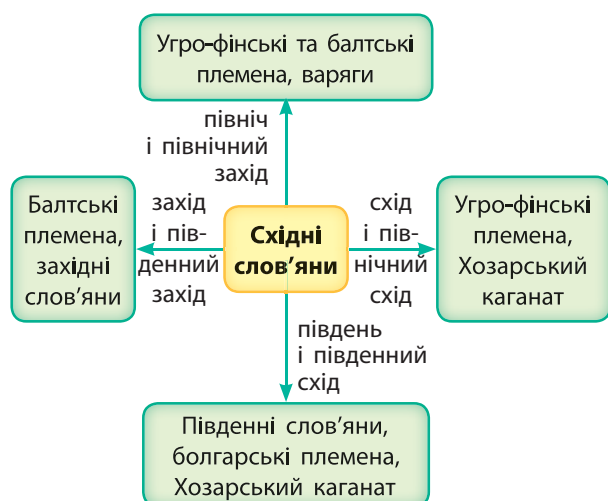 Угро-фінські та балтські
племена, варяги
північ
і північний
захід
Балтські
племена,
західні
слов’яни
захід
і пів-
денний
захід
Східні
слов’яни
схід
і пів-
нічний
схід
Угро-фінські
племена,
Хозарський
каганат
південь
і південний
схід
Південні слов’яни,
болгарські племена,
Хозарський каганат